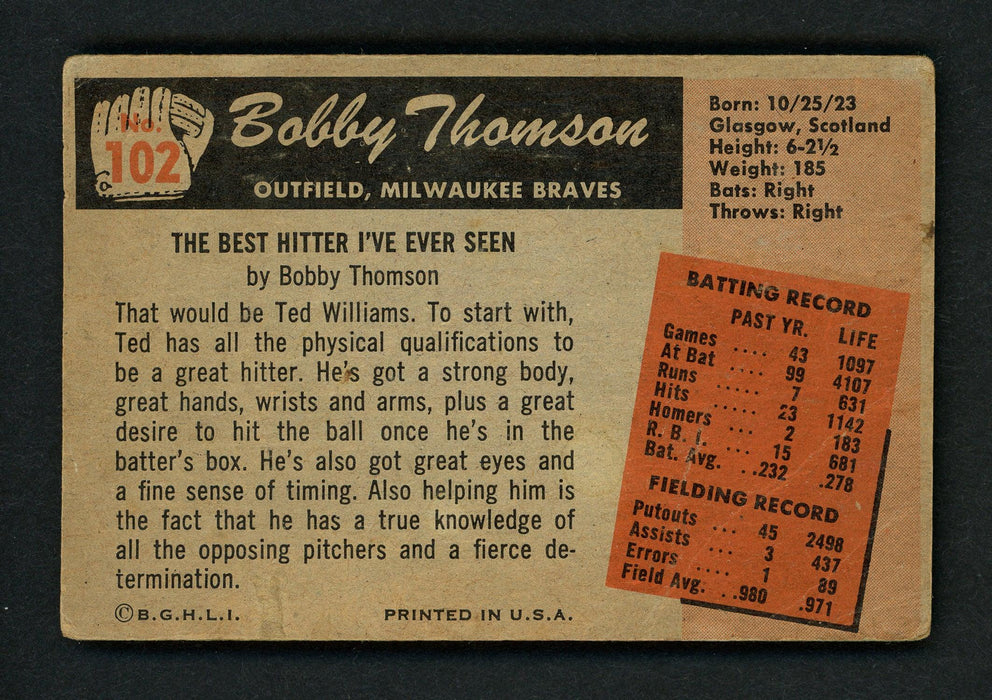 No.
102
Bobby Thomson
OUTFIELD, MILWAUKEE BRAVES
Born: 10/25/23
Glasgow, Scotland
Height: 6-2½
Weight: 185
Bats: Right
Throws: Right
THE BEST HITTER I'VE EVER SEEN
by Bobby Thomson
That would be Ted Williams. To start with,
Ted has all the physical qualifications to
be a great hitter. He's got a strong body,
great hands, wrists and arms, plus a great
desire to hit the ball once he's in the
batter's box. He's also got great eyes and
a fine sense of timing. Also helping him is
the fact that he has a true knowledge of
all the opposing pitchers and a fierce de-
termination.
©B.G.H.L.I. PRINTED IN U.S.A.
BATTING RECORD
PAST YR. LIFE
Games .... 43 1097
At Bat .... 99 4107
Runs ..... 7 631
Hits ..... 23 1142
Homers ... 2 183
R. B. I. ... 15 681
Bat. Avg. ..232 .278
FIELDING RECORD
Putouts ... 45 2498
Assists ... 3 437
Errors .... 1 89
Field Avg. ..980 .971